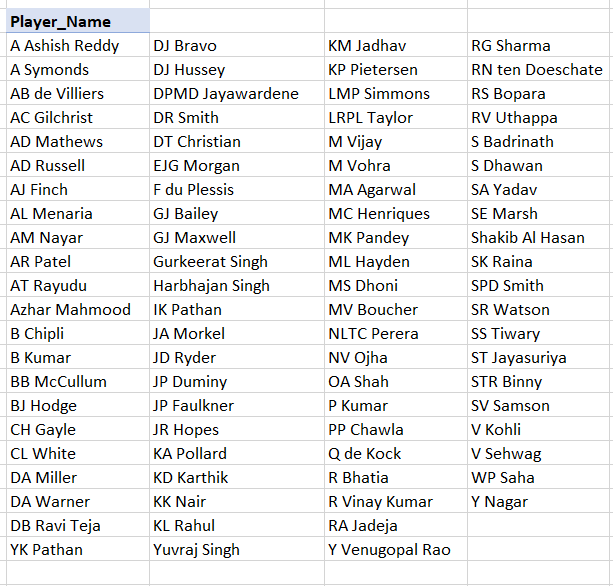 Player_Name
A Ashish Reddy DJ Bravo KM Jadhav RG Sharma
A Symonds DJ Hussey KP Pietersen RN ten Doeschate
AB de Villiers DPMD Jayawardene LMP Simmons RS Bopara
AC Gilchrist DR Smith LRPL Taylor RV Uthappa
AD Mathews DT Christian M Vijay S Badrinath
AD Russell EJG Morgan M Vohra S Dhawan
AJ Finch F du Plessis MA Agarwal SA Yadav
AL Menaria GJ Bailey MC Henriques SE Marsh
AM Nayar GJ Maxwell MK Pandey Shakib Al Hasan
AR Patel Gurkeerat Singh ML Hayden SK Raina
AT Rayudu Harbhajan Singh MS Dhoni SPD Smith
Azhar Mahmood IK Pathan MV Boucher SR Watson
B Chipli JA Morkel NLTC Perera SS Tiwary
B Kumar JD Ryder NV Ojha ST Jayasuriya
BB McCullum JP Duminy OA Shah STR Binny
BJ Hodge JP Faulkner P Kumar SV Samson
CH Gayle JR Hopes PP Chawla V Kohli
CL White KA Pollard Q de Kock V Sehwag
DA Miller KD Karthik R Bhatia WP Saha
DA Warner KK Nair R Vinay Kumar Y Nagar
DB Ravi Teja KL Rahul RA Jadeja
YK Pathan Yuvraj Singh Y Venugopal Rao